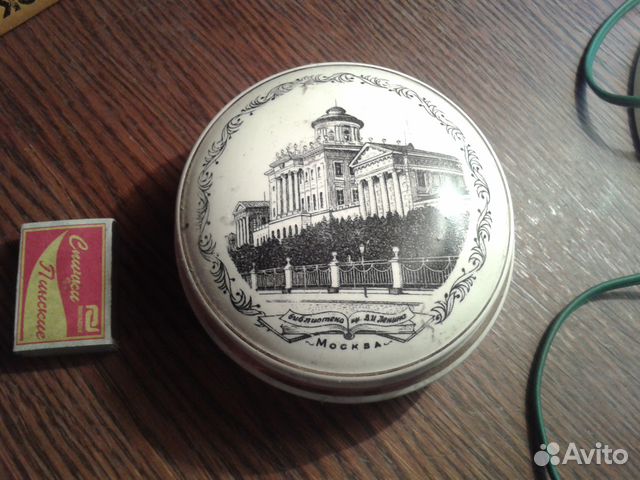 Спички
Пинские
Библиотека им. В.И. Ленина
МОСКВА
Avito